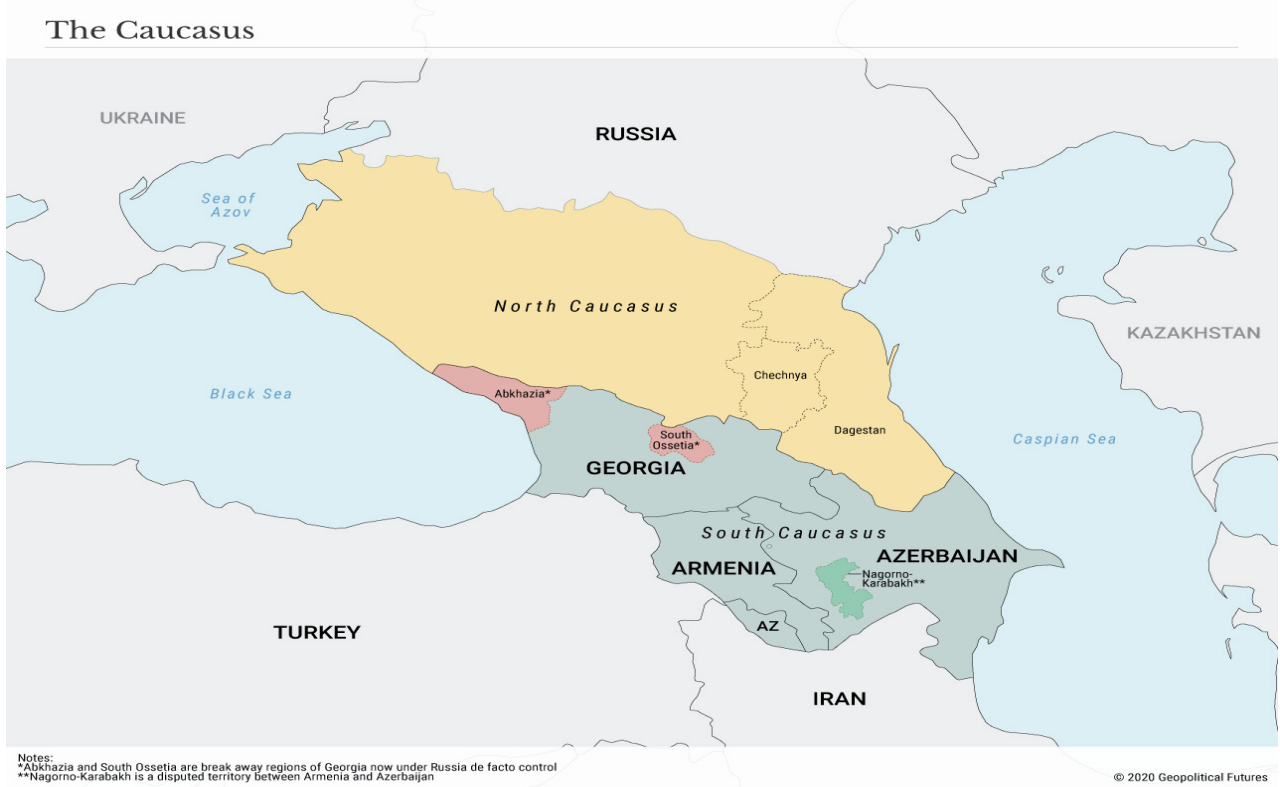 The Caucasus
UKRAINE
RUSSIA
Sea of
Azov
North Caucasus
KAZAKHSTAN
Chechnya
Black Sea
Abkhazia*
Dagestan
South
Ossetia*
Caspian Sea
GEORGIA
South Caucasus
AZERBAIJAN
ARMENIA
Nagorno-
Karabakh**
AZ
TURKEY
IRAN
Notes:
*Abkhazia and South Ossetia are break away regions of Georgia now under Russia de facto control
**Nagorno-Karabakh is a disputed territory between Armenia and Azerbaijan
© 2020 Geopolitical Futures